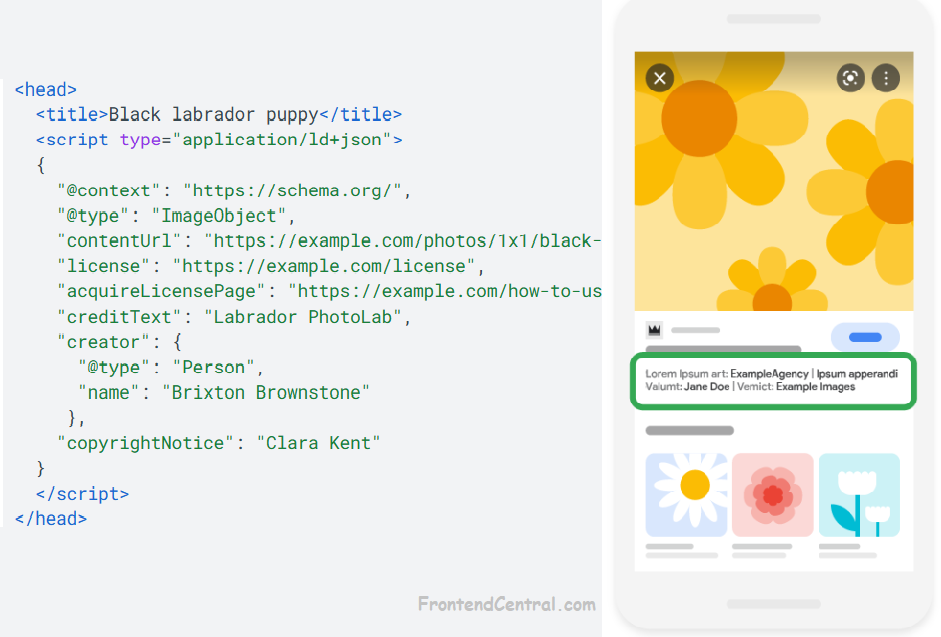 <head>
<title>Black labrador puppy</title>
<script type="application/ld+json">
{
"@context": "https://schema.org/",
"@type": "ImageObject",
"contentUrl": "https://example.com/photos/1x1/black-
"license": "https://example.com/license",
"acquireLicensePage": "https://example.com/how-to-us
"creditText": "Labrador PhotoLab",
"creator": {
"@type": "Person",
"name": "Brixton Brownstone"
},
"copyrightNotice": "Clara Kent"
}
</script>
</head>
FrontendCentral.com
Lorem Ipsum art: ExampleAgency | Ipsum apperandi
Valumt: Jane Doe | Vemict: Example Images